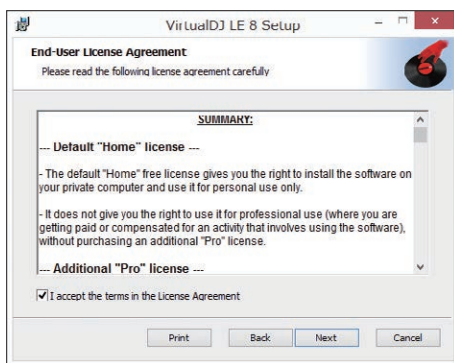 VirtualDJ LE 8 Setup
End-User License Agreement
Please read the following license agreement carefully
SUMMARY:
--- Default "Home" license ---
- The default "Home" free license gives you the right to install the software on
your private computer and use it for personal use only.
- It does not give you the right to use it for professional use (where you are
getting paid or compensated for an activity that involves using the software),
without purchasing an additional "Pro" license.
--- Additional "Pro" license ---
I accept the terms in the License Agreement
Print Back Next Cancel